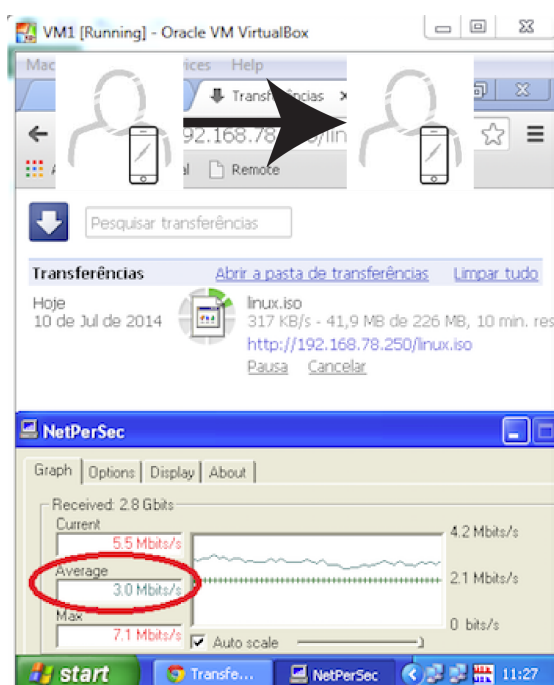 VM1 [Running] - Oracle VM VirtualBox
Help
92.168.78
Remote
Pesquisar transferências
Transferências Abrir a pasta de transferências Limpar tudo
Hoje linux.iso
10 de Jul de 2014 317 KB/s - 41,9 MB de 226 MB, 10 min. res
http://192.168.78.250/linux.iso
Pausa Cancelar
NetPerSec
Graph Options Display About
Received: 2.8 Gbits
Current 4.2 Mbits/s
5.5 Mbits/s
Average 2.1 Mbits/s
3.0 Mbits/s
Max 0 bits/s
7.1 Mbits/s Auto scale
start Transfe... NetPerSec 11:27